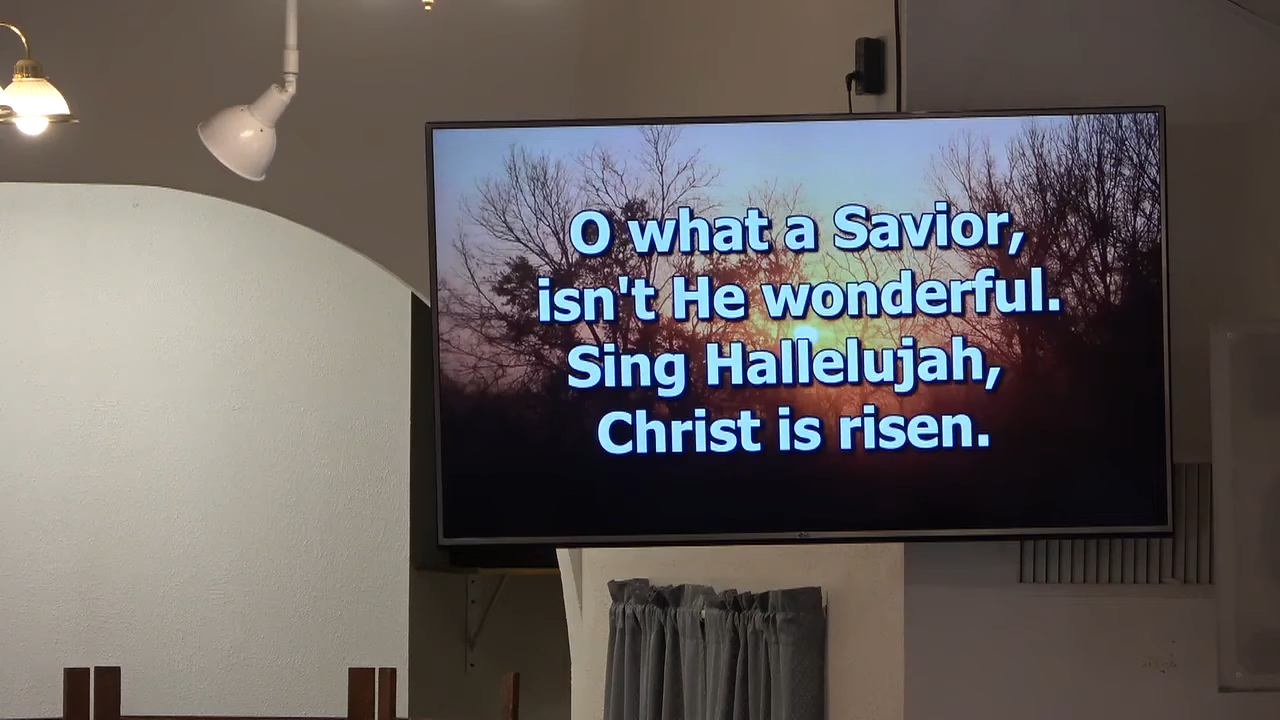 O what a Savior,
isn't He wonderful.
Sing Hallelujah,
Christ is risen.